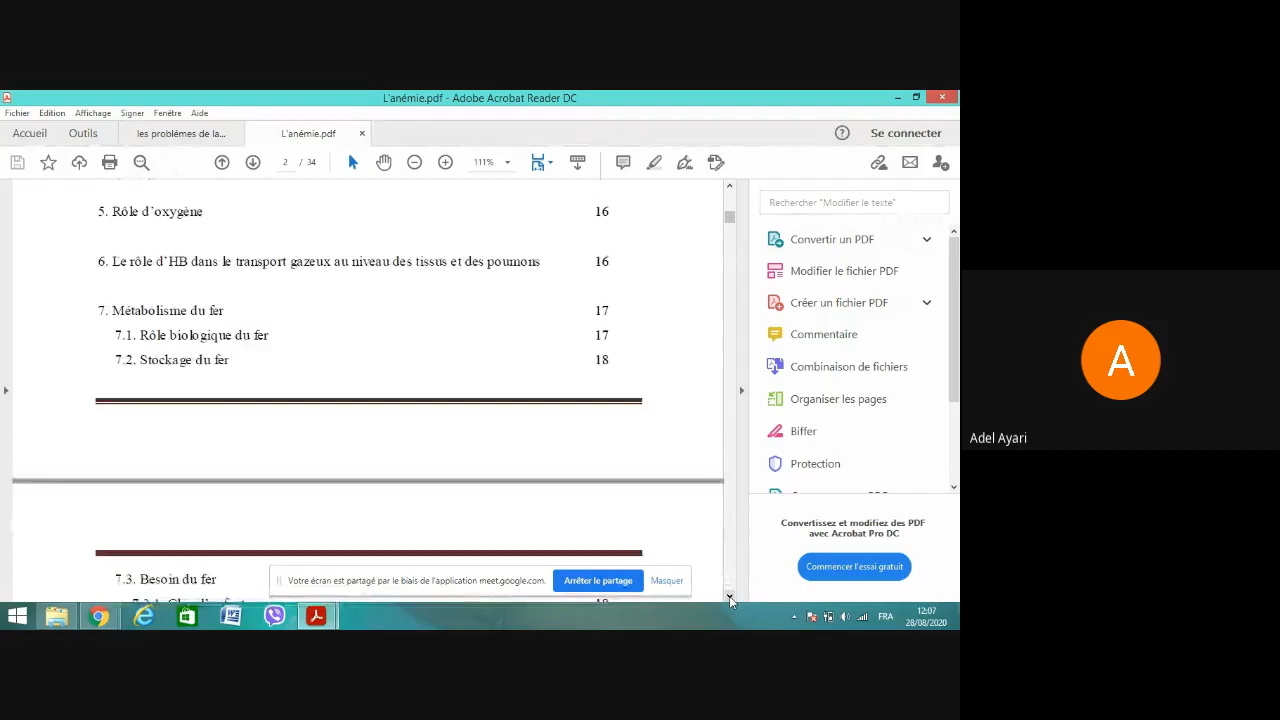 L'anémie.pdf - Adobe Acrobat Reader DC
Fichier Edition Affichage Signer Fenêtre Aide
Accueil Outils les problèmes de la... L'anémie.pdf × Se connecter
2 / 34 111%
5. Rôle d'oxygène 16
6. Le rôle d'HB dans le transport gazeux au niveau des tissus et des poumons 16
7. Métabolisme du fer 17
7.1. Rôle biologique du fer 17
7.2. Stockage du fer 18
7.3. Besoin du fer
Rechercher "Modifier le texte"
Convertir un PDF
Modifier le fichier PDF
Créer un fichier PDF
Commentaire
Combinaison de fichiers
Organiser les pages
Biffer
Protection
Convertissez et modifiez des PDF
avec Acrobat Pro DC
Commencer l'essai gratuit
Votre écran est partagé par le biais de l'application meet.google.com. Arrêter le partage Masquer
FRA
12:07
28/08/2020
A
Adel Ayari